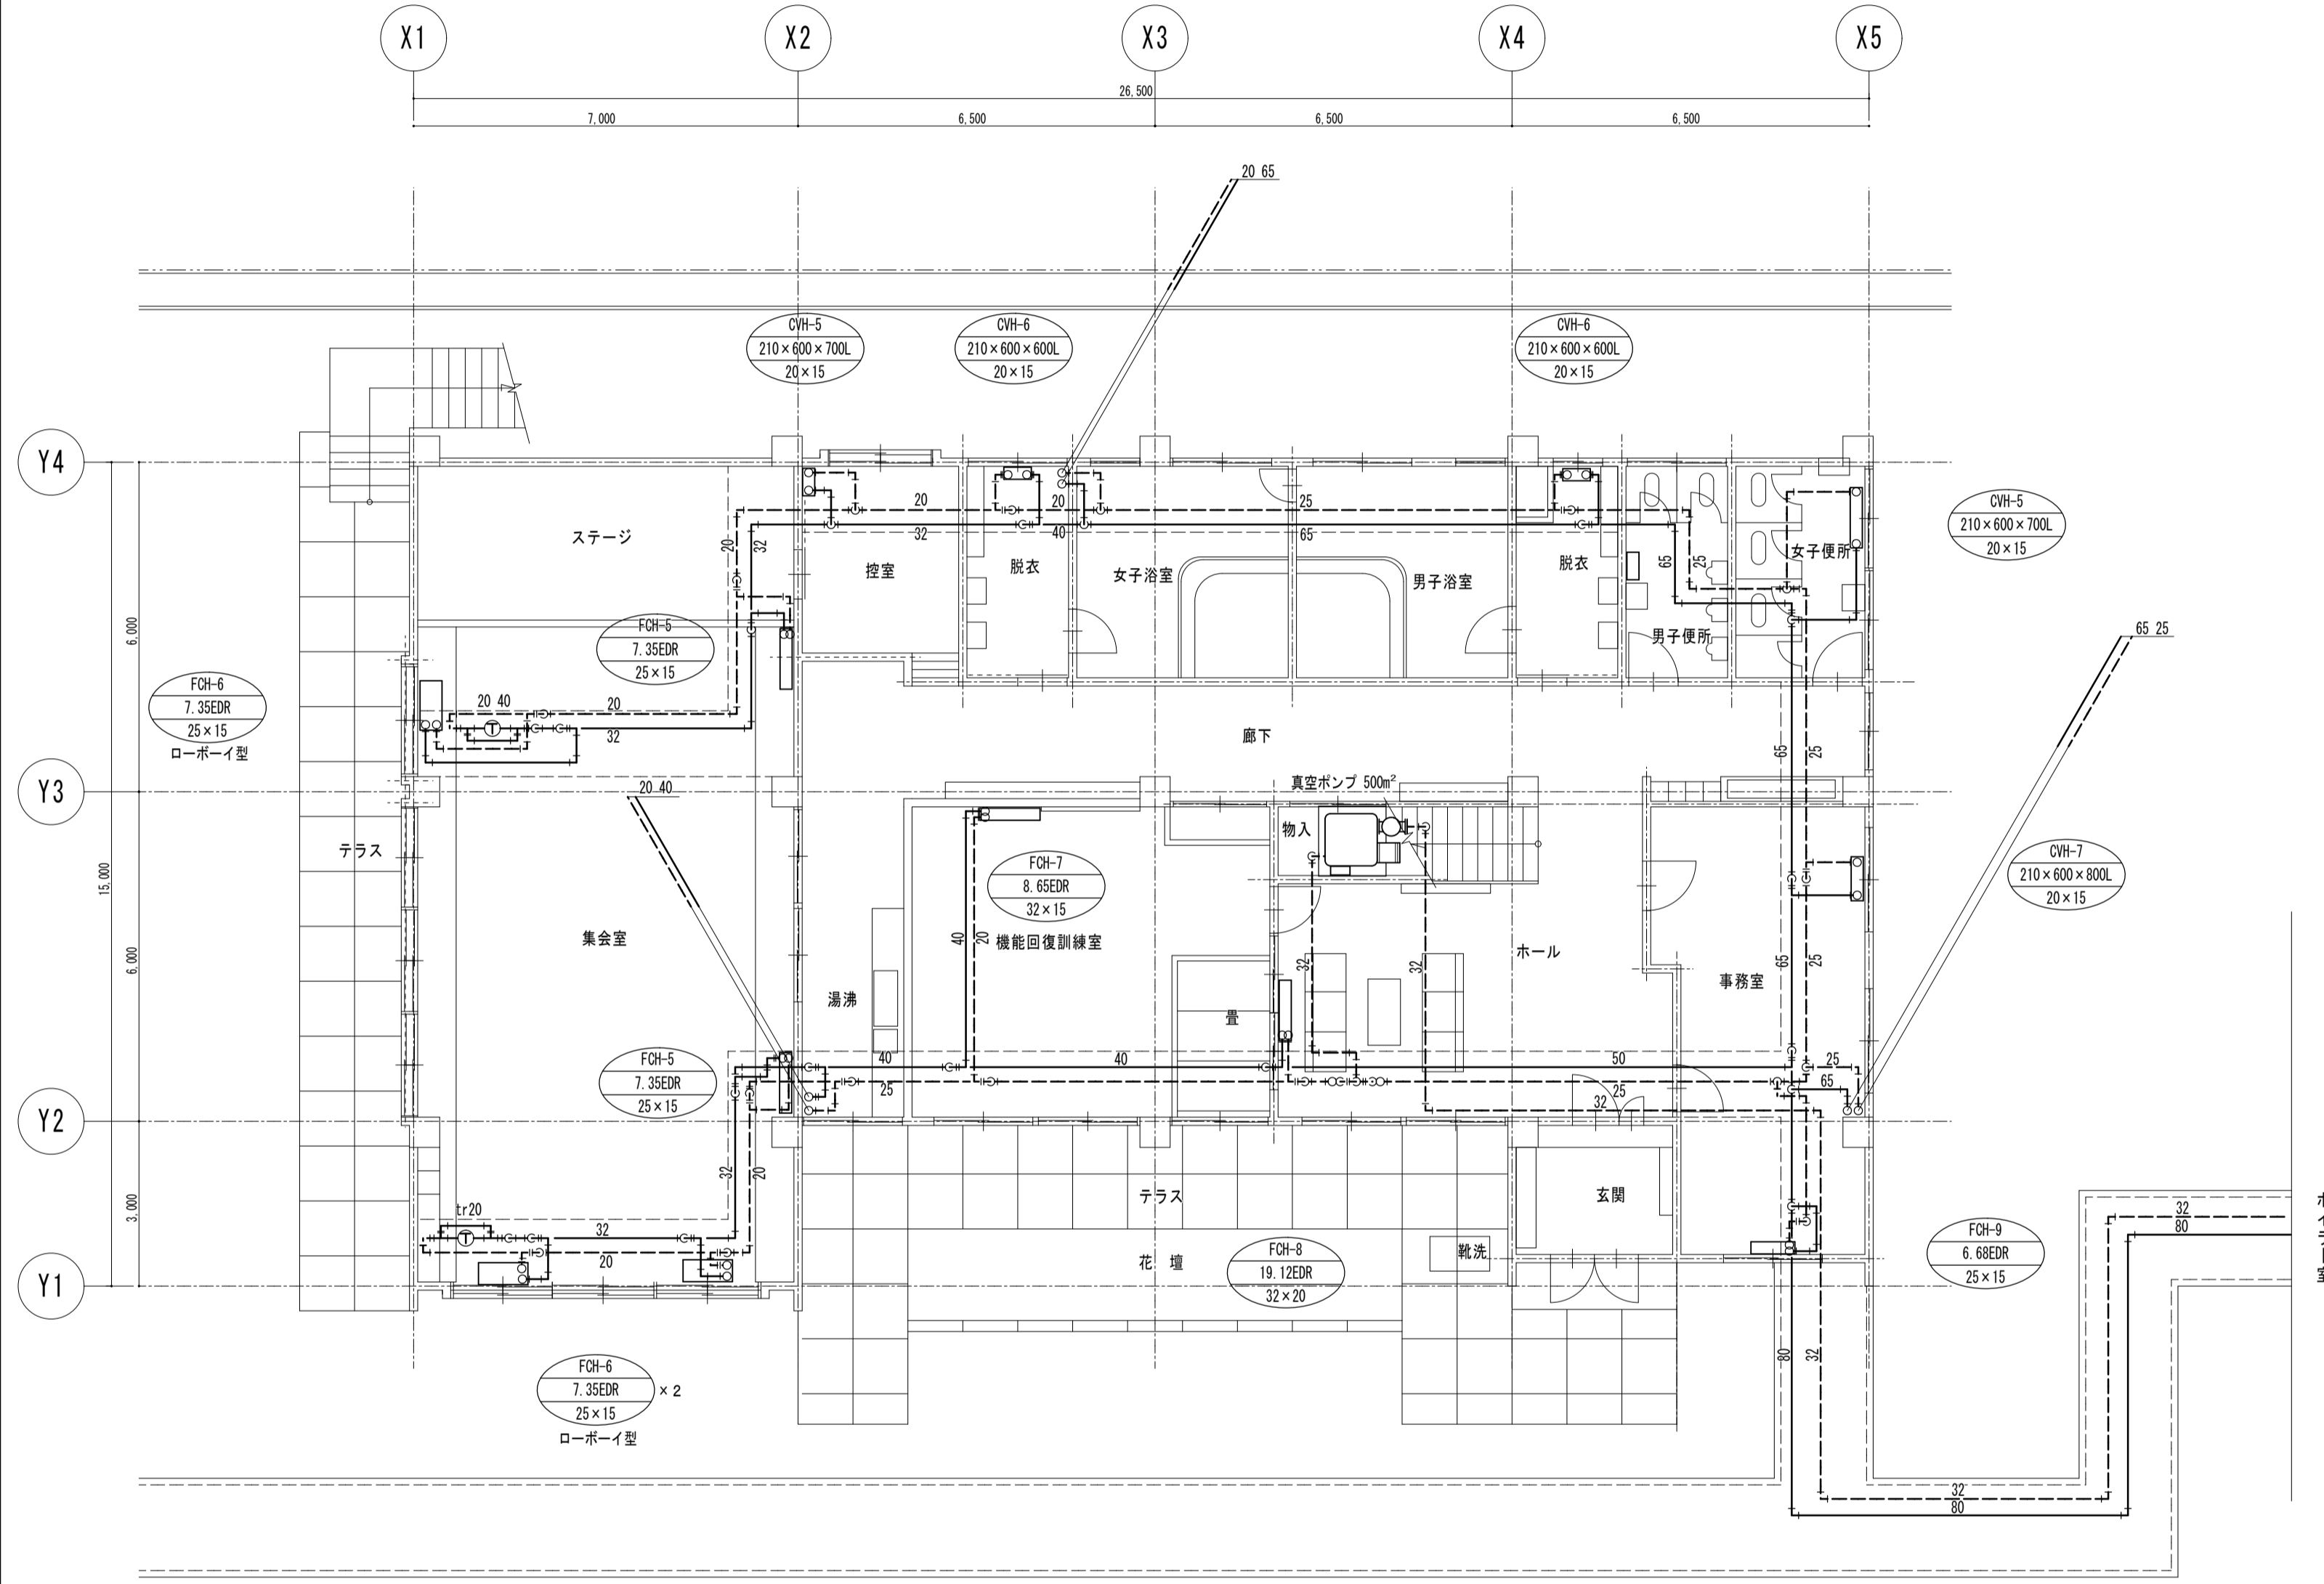 X1
X2
X3
X4
X5
26,500
7,000
6,500
6,500
6,500
20 65
CVH-5
210×600×700L
20×15
CVH-6
210×600×600L
20×15
CVH-6
210×600×600L
20×15
Y4
20
20
25
CVH-5
210×600×700L
20×15
32
40
65
ステージ
20
32
控室
脱衣
女子浴室
男子浴室
脱衣
65
25
女子便所
男子便所
6,000
FCH-5
7.35EDR
25×15
65 25
FCH-6
7.35EDR
25×15
ローボーイ型
20 40
20
32
廊下
65
25
Y3
20 40
真空ポンプ 500m²
物入
15,000
テラス
FCH-7
8.65EDR
32×15
CVH-7
210×600×800L
20×15
6,000
集会室
40
20
機能回復訓練室
32
32
ホール
65
25
事務室
湯沸
畳
FCH-5
7.35EDR
25×15
40
25
40
50
25
32
25
65
Y2
32
20
3,000
tr20
32
20
テラス
玄関
花 壇
靴洗
FCH-8
19.12EDR
32×20
FCH-9
6.68EDR
25×15
32
80
Y1
80
32
FCH-6
7.35EDR
25×15
×2
ローボーイ型
32
80